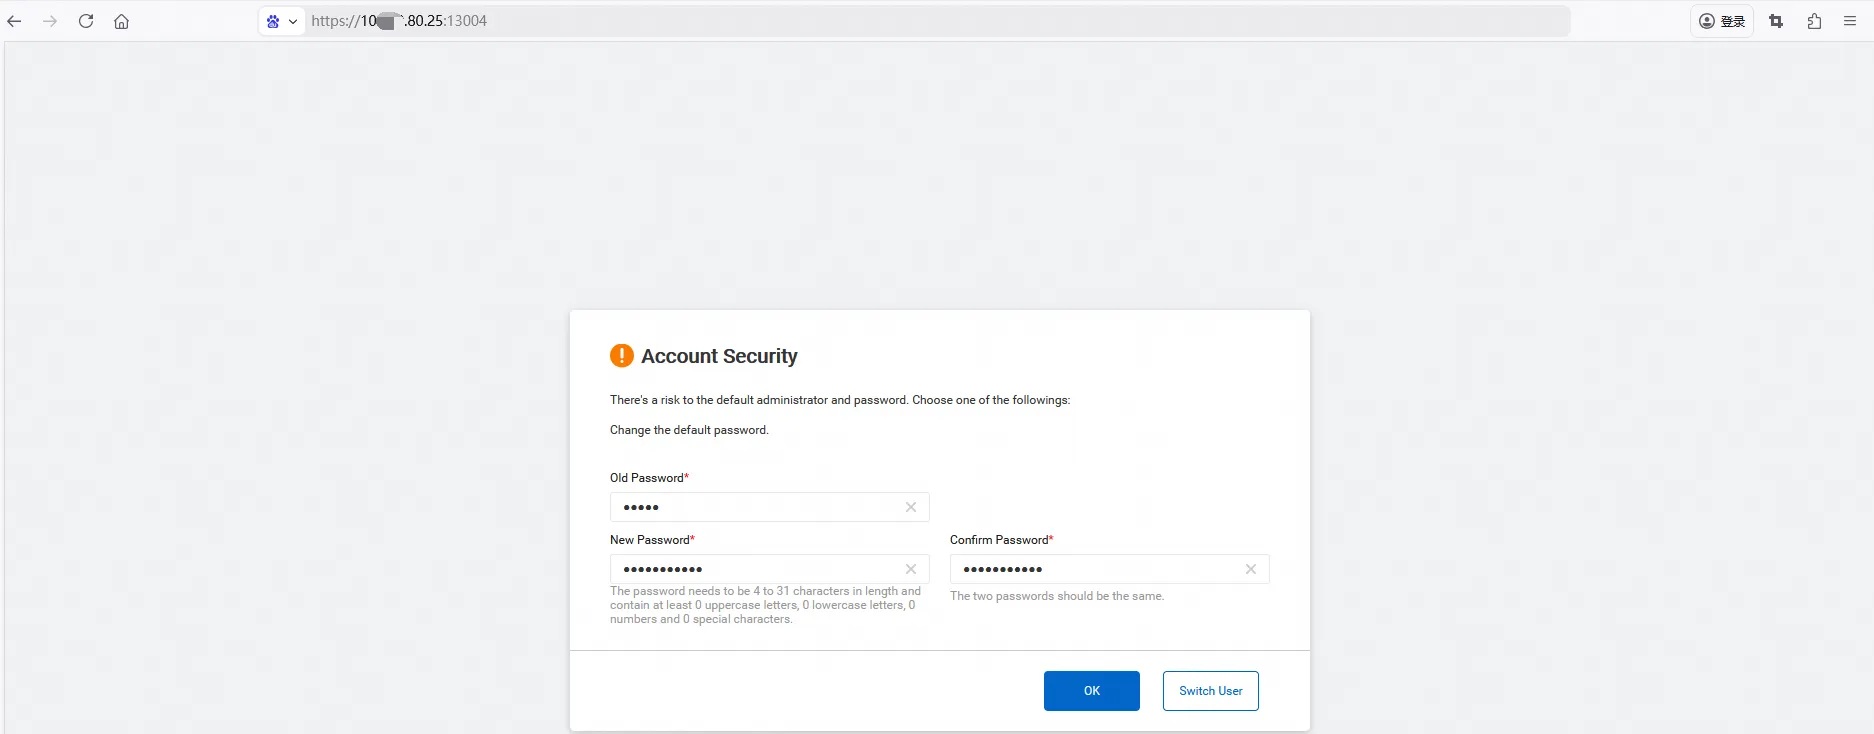 https://10 .80.25:13004
登录
Account Security
There's a risk to the default administrator and password. Choose one of the followings:
Change the default password.
Old Password*
•••••
New Password*
Confirm Password*
•••••••••••
•••••••••••
The password needs to be 4 to 31 characters in length and
contain at least 0 uppercase letters, 0 lowercase letters, 0
numbers and 0 special characters.
The two passwords should be the same.
OK
Switch User